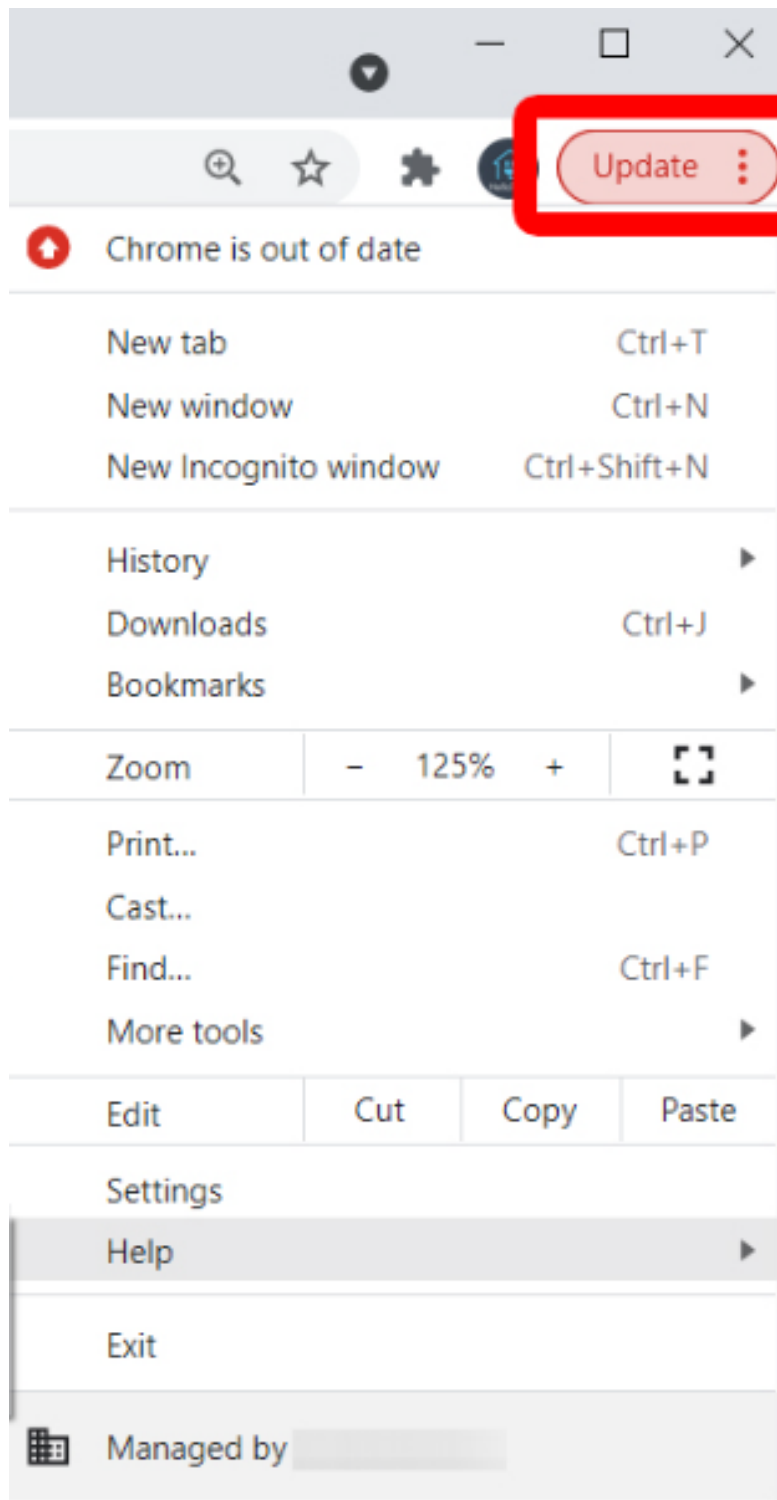 Update
Chrome is out of date
New tab Ctrl+T
New window Ctrl+N
New Incognito window Ctrl+Shift+N
History
Downloads Ctrl+J
Bookmarks
Zoom - 125% +
Print... Ctrl+P
Cast...
Find... Ctrl+F
More tools
Edit Cut Copy Paste
Settings
Help
Exit
Managed by